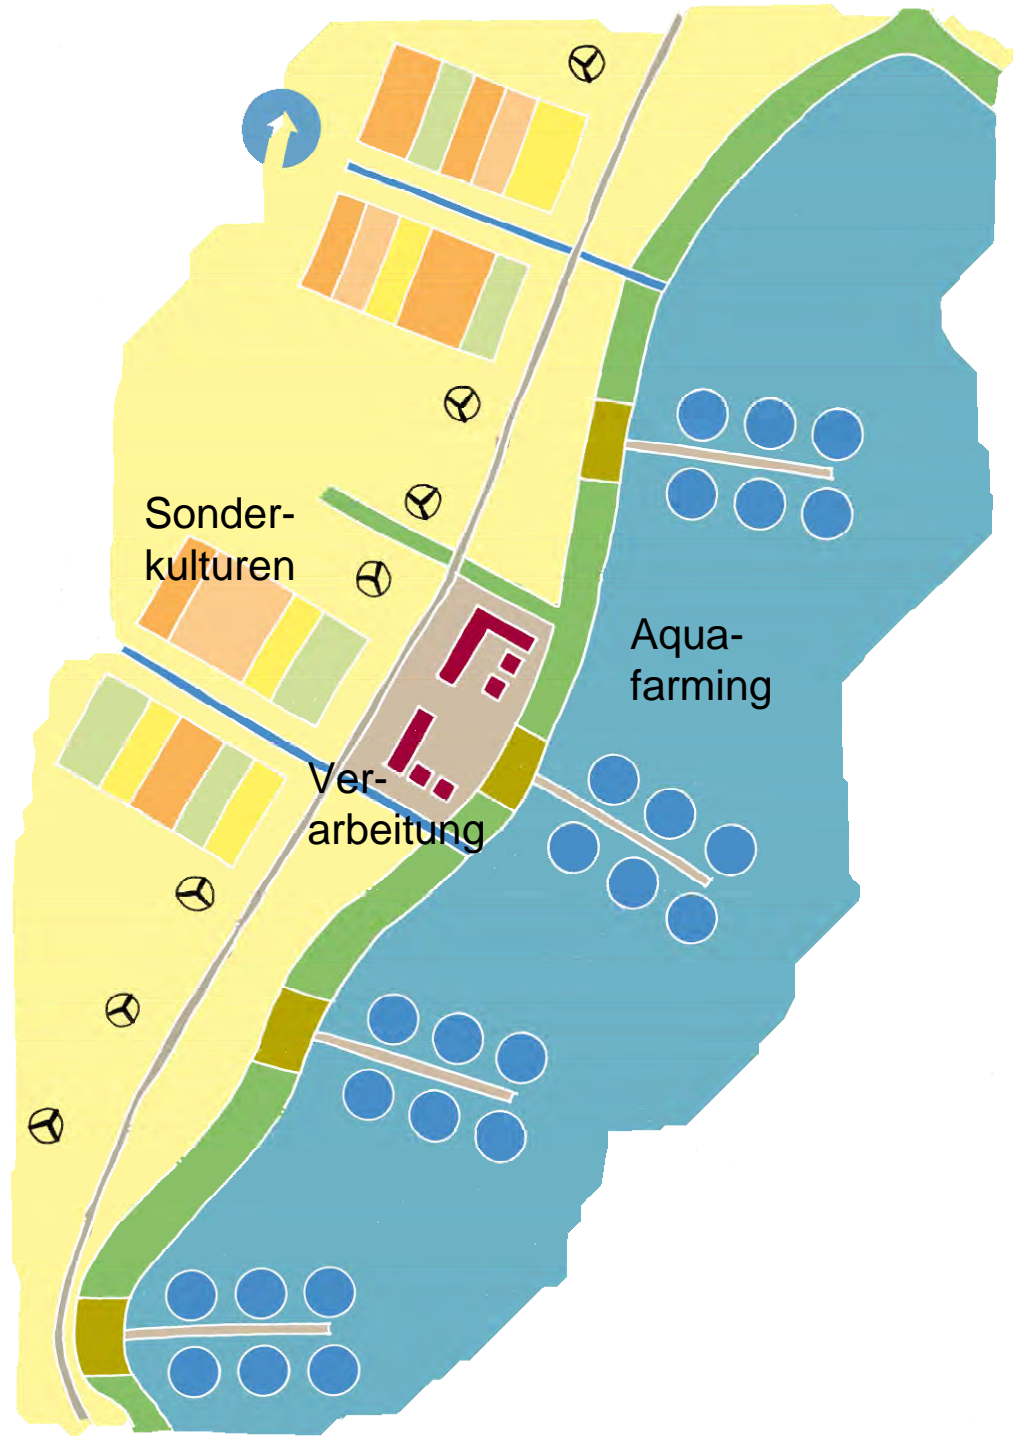 Sonder-
kulturen
Aqua-
farming
Ver-
arbeitung